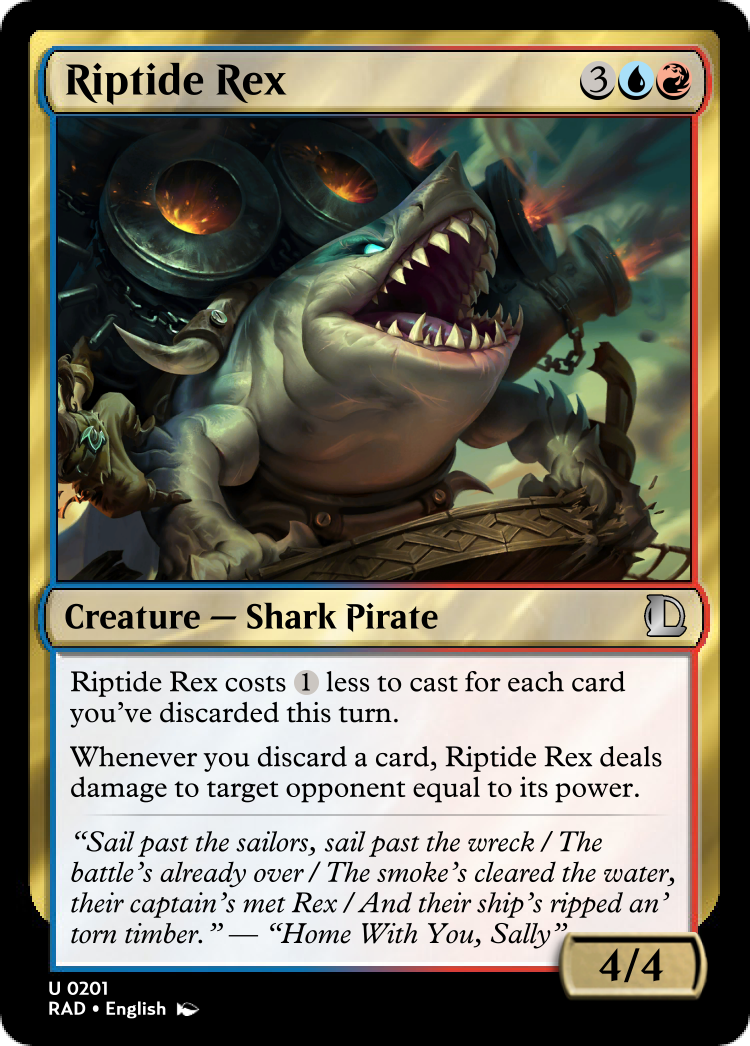 Riptide Rex 3
Creature — Shark Pirate
Riptide Rex costs 1 less to cast for each card
you’ve discarded this turn.
Whenever you discard a card, Riptide Rex deals
damage to target opponent equal to its power.
“Sail past the sailors, sail past the wreck / The
battle’s already over / The smoke’s cleared the water,
their captain’s met Rex / And their ship’s ripped an’
torn timber.” — “Home With You, Sally”
4/4
U 0201
RAD • English